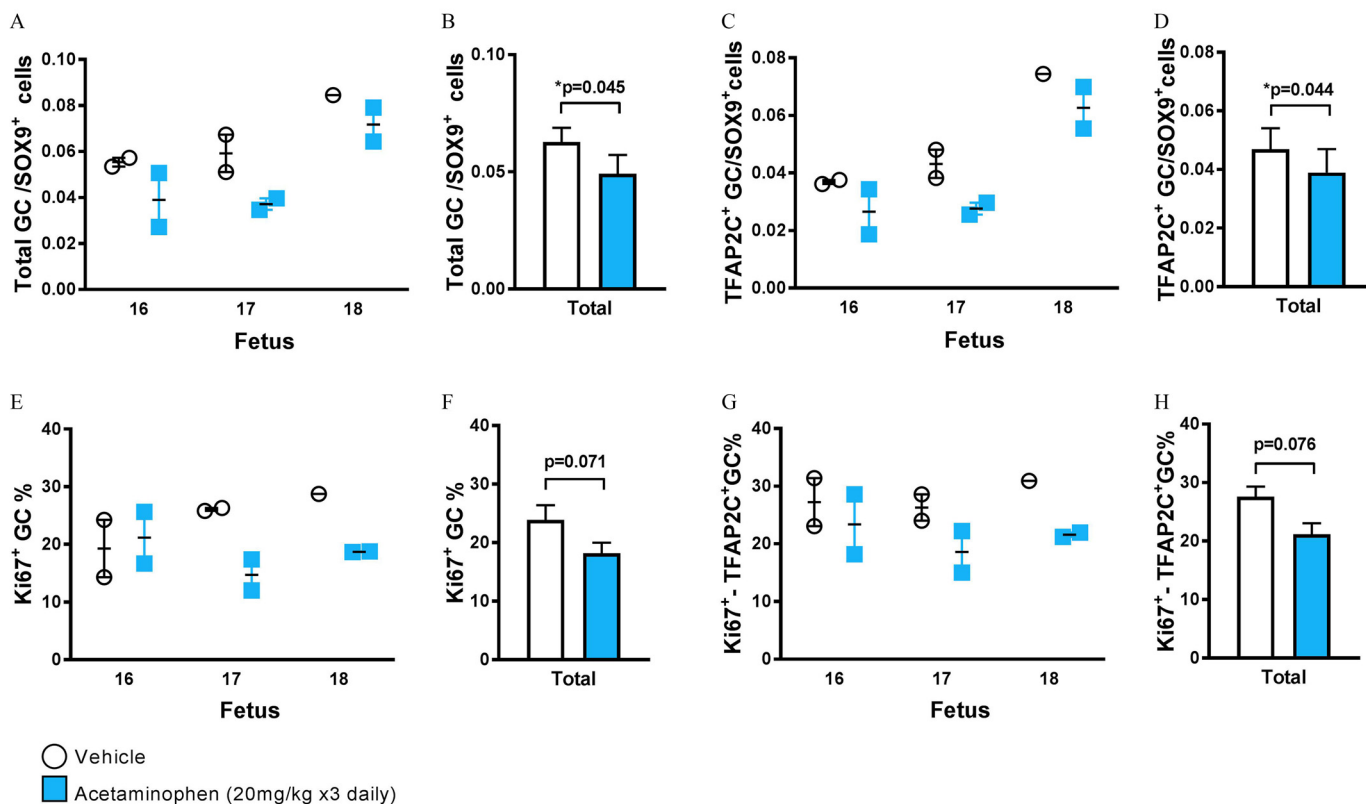 A
Total GC /SOX9⁺ cells
0.10
0.08
0.06
0.04
0.02
0.00
16
17
18
Fetus
B
Total GC /SOX9⁺ cells
0.10
0.05
0.00
*p=0.045
Total
C
TFAP2C⁺ GC/SOX9⁺cells
0.08
0.06
0.04
0.02
0.00
16
17
18
Fetus
D
TFAP2C⁺ GC/SOX9⁺cells
0.08
0.06
0.04
0.02
0.00
*p=0.044
Total
E
Ki67⁺ GC %
40
30
20
10
0
16
17
18
Fetus
F
Ki67⁺ GC %
40
30
20
10
0
p=0.071
Total
G
Ki67⁺ - TFAP2C⁺GC%
40
30
20
10
0
16
17
18
Fetus
H
Ki67⁺ - TFAP2C⁺GC%
40
30
20
10
0
p=0.076
Total
Vehicle
Acetaminophen (20mg/kg x3 daily)